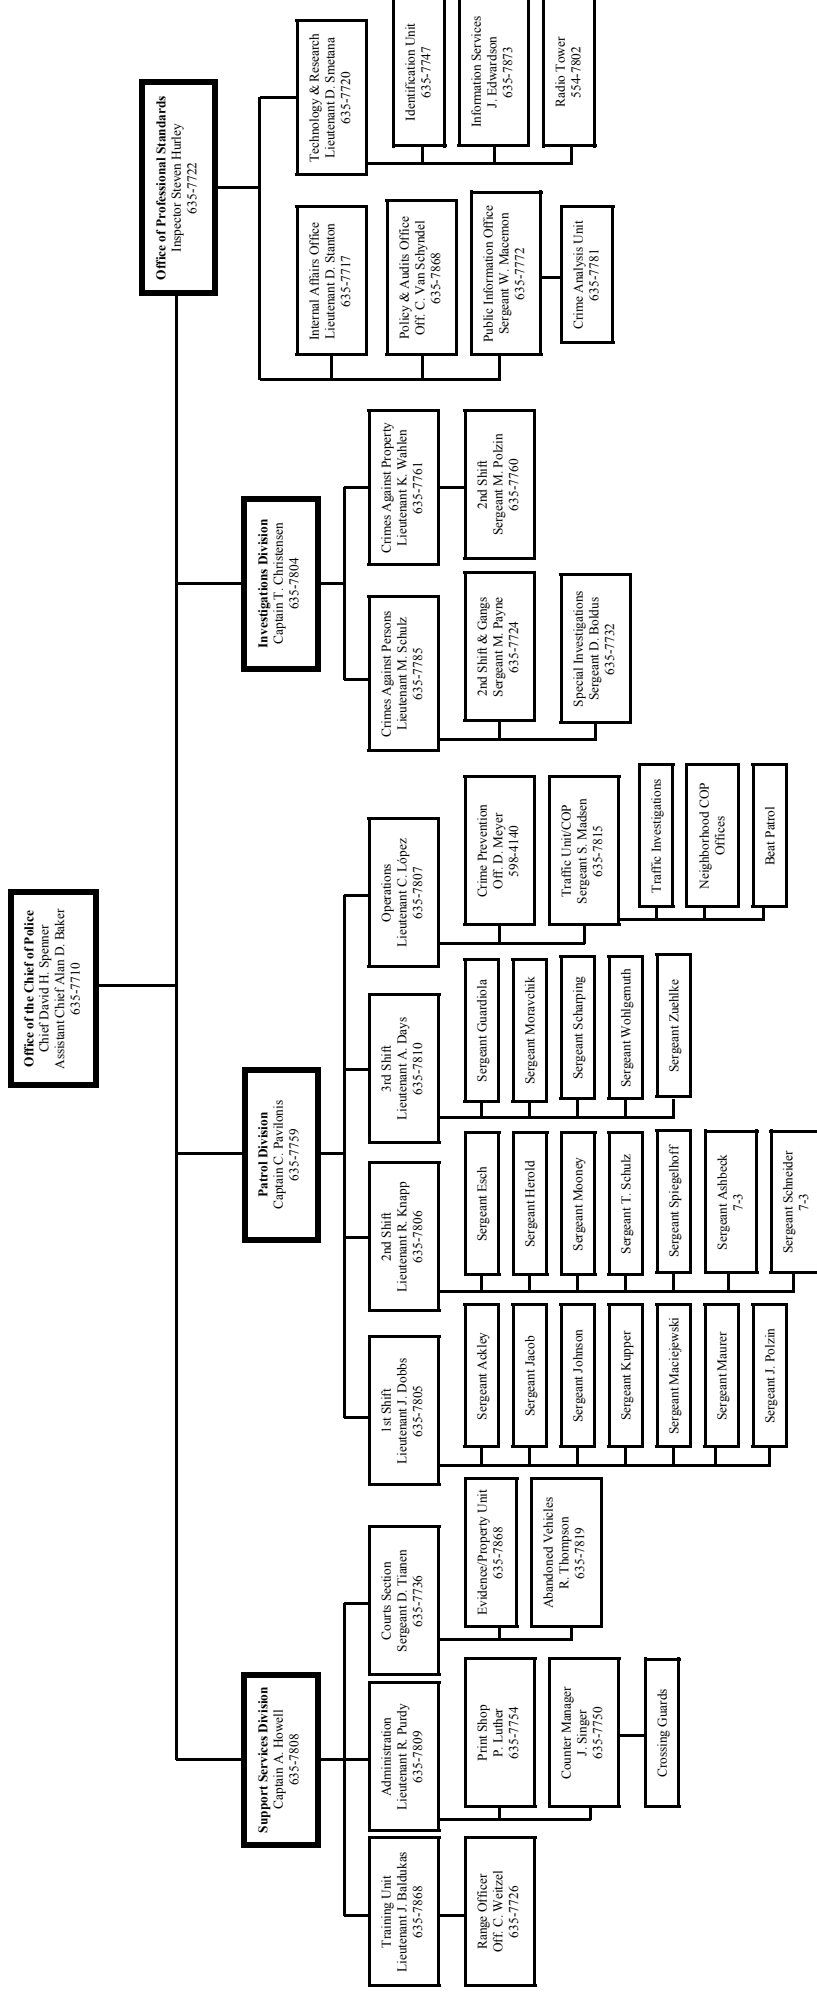 Office of the Chief of Police
Chief David H. Spenner
Assistant Chief Alan D. Baker
635-7710
Support Services Division
Captain A. Howell
635-7808
Training Unit
Lieutenant J. Baldukas
635-7868
Range Officer
Off. C. Weitzel
635-7726
Administration
Lieutenant R. Purdy
635-7809
Print Shop
P. Luther
635-7754
Counter Manager
J. Singer
635-7750
Crossing Guards
Courts Section
Sergeant D. Tianen
635-7736
Evidence/Property Unit
635-7868
Abandoned Vehicles
R. Thompson
635-7819
Patrol Division
Captain C. Pavilonis
635-7759
1st Shift
Lieutenant J. Dobbs
635-7805
Sergeant Ackley
Sergeant Jacob
Sergeant Johnson
Sergeant Kupper
Sergeant Maciejewski
Sergeant Maurer
Sergeant J. Polzin
2nd Shift
Lieutenant R. Knapp
635-7806
Sergeant Esch
Sergeant Herold
Sergeant Mooney
Sergeant T. Schulz
Sergeant Spiegelhoff
Sergeant Ashbeck
7-3
Sergeant Schneider
7-3
3rd Shift
Lieutenant A. Days
635-7810
Sergeant Guardiola
Sergeant Moravchik
Sergeant Scharping
Sergeant Wohlgemuth
Sergeant Zuehlke
Operations
Lieutenant C. López
635-7807
Crime Prevention
Off. D. Meyer
598-4140
Traffic Unit/COP
Sergeant S. Madsen
635-7815
Traffic Investigations
Neighborhood COP
Offices
Beat Patrol
Investigations Division
Captain T. Christensen
635-7804
Crimes Against Persons
Lieutenant M. Schulz
635-7785
2nd Shift & Gangs
Sergeant M. Payne
635-7724
Special Investigations
Sergeant D. Boldus
635-7732
Crimes Against Property
Lieutenant K. Wahlen
635-7761
2nd Shift
Sergeant M. Polzin
635-7760
Office of Professional Standards
Inspector Steven Hurley
635-7722
Internal Affairs Office
Lieutenant D. Stanton
635-7717
Policy & Audits Office
Off. C. Van Schyndel
635-7868
Public Information Office
Sergeant W. Macemon
635-7772
Crime Analysis Unit
635-7781
Technology & Research
Lieutenant D. Smetana
635-7720
Identification Unit
635-7747
Information Services
J. Edwardson
635-7873
Radio Tower
554-7802